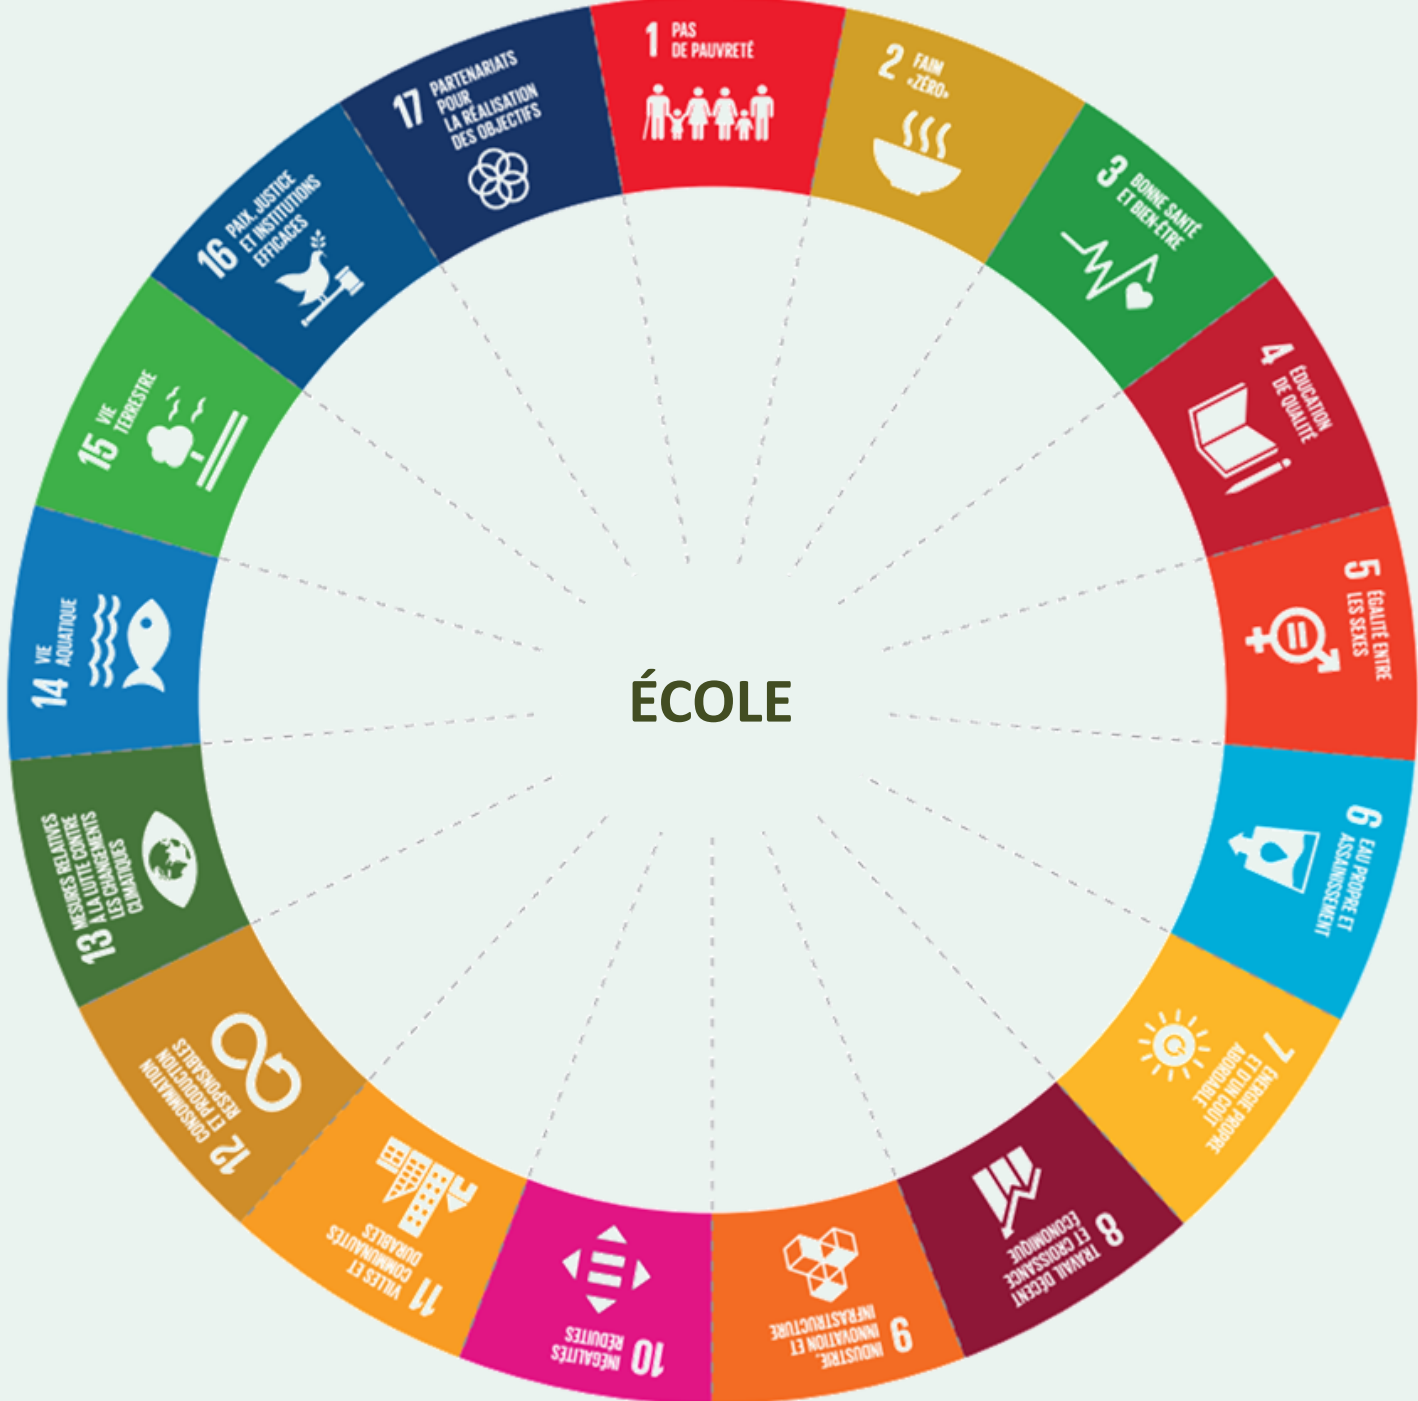 1 PAS
DE PAUVRETÉ
2 FAIM
«ZÉRO»
3 BONNE SANTÉ
ET BIEN-ÊTRE
4 ÉDUCATION
DE QUALITÉ
5 ÉGALITÉ ENTRE
LES SEXES
6 EAU PROPRE ET
ASSAINISSEMENT
7 ÉNERGIE PROPRE
ET D'UN COÛT
ABORDABLE
8 TRAVAIL DÉCENT
ET CROISSANCE
ÉCONOMIQUE
9 INDUSTRIE,
INNOVATION ET
INFRASTRUCTURE
10 INÉGALITÉS
RÉDUITES
11 VILLES ET
COMMUNAUTÉS
DURABLES
12 CONSOMMATION
ET PRODUCTION
RESPONSABLES
13 MESURES RELATIVES
À LA LUTTE CONTRE
LES CHANGEMENTS
CLIMATIQUES
14 VIE
AQUATIQUE
15 VIE
TERRESTRE
16 PAIX, JUSTICE
ET INSTITUTIONS
EFFICACES
17 PARTENARIATS
POUR
LA RÉALISATION
DES OBJECTIFS
ÉCOLE